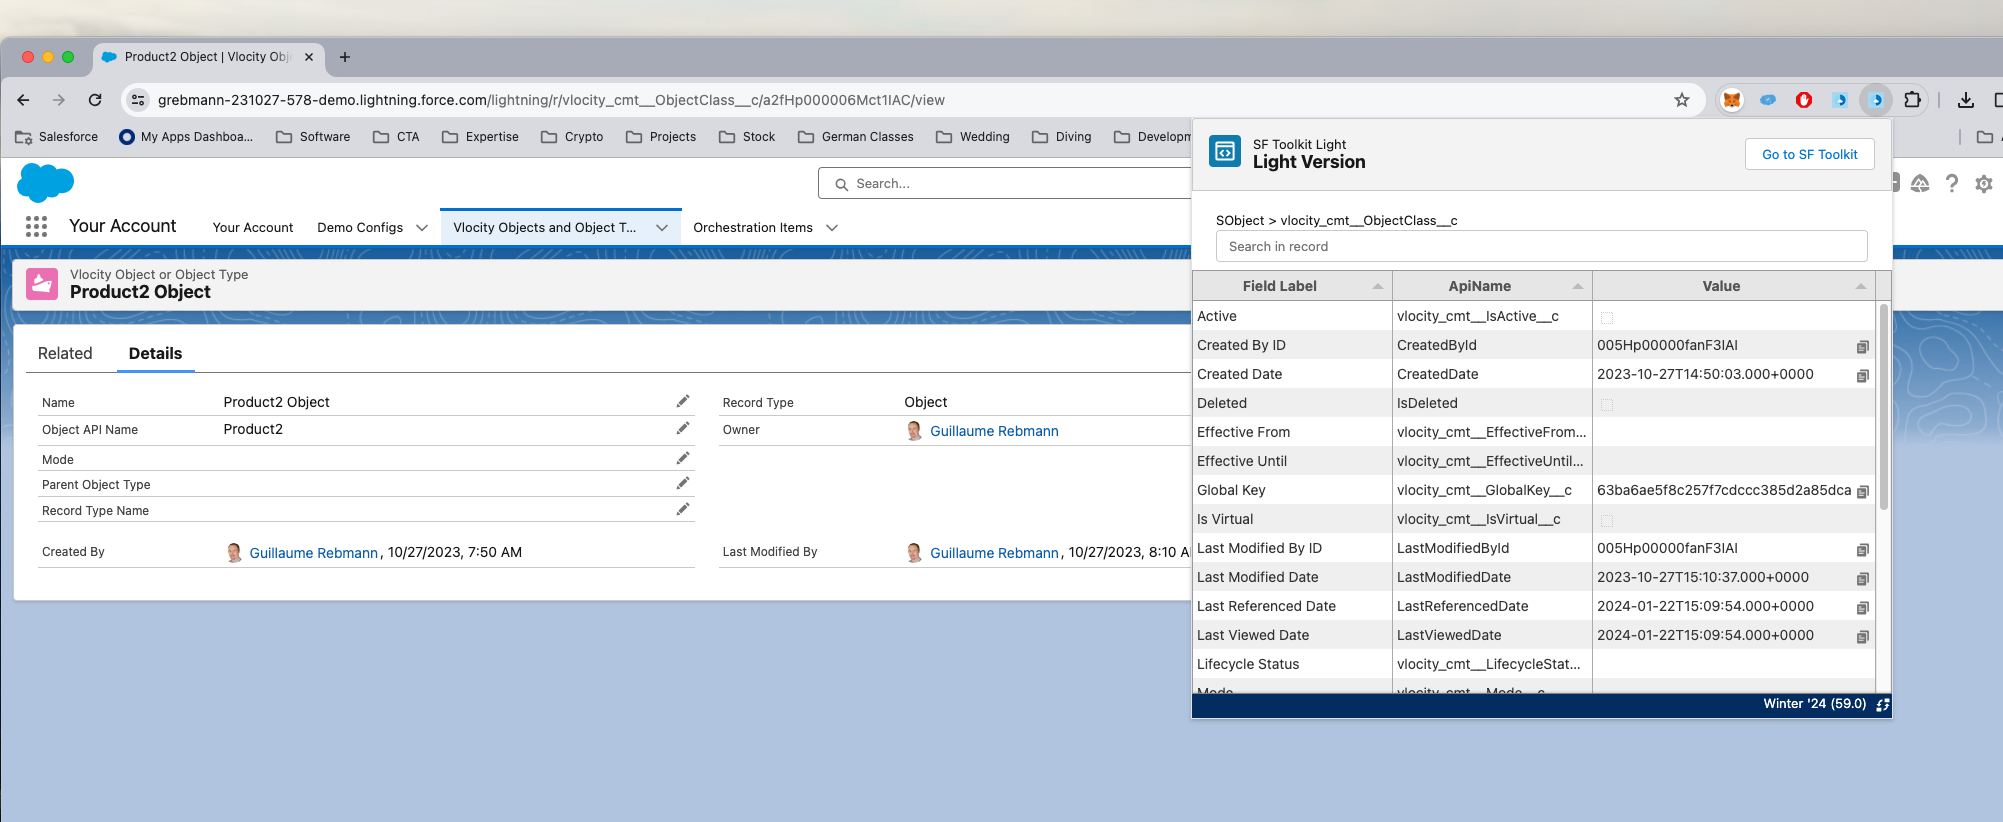 Product2 Object | Vlocity Obj
grebmann-231027-578-demo.lightning.force.com/lightning/r/vlocity_cmt__ObjectClass__c/a2fHp000006Mct1IAC/view
Salesforce My Apps Dashboa... Software CTA Expertise Crypto Projects Stock German Classes Wedding Diving Developm
SF Toolkit Light
Light Version
Go to SF Toolkit
Search...
Your Account Your Account Demo Configs Vlocity Objects and Object T... Orchestration Items
SObject > vlocity_cmt__ObjectClass__c
Search in record
Vlocity Object or Object Type
Product2 Object
Related Details
Name Product2 Object
Record Type Object
Object API Name Product2
Owner Guillaume Rebmann
Mode
Parent Object Type
Record Type Name
Created By Guillaume Rebmann, 10/27/2023, 7:50 AM
Last Modified By Guillaume Rebmann, 10/27/2023, 8:10 A
Field Label ApiName Value
Active vlocity_cmt__IsActive__c
Created By ID CreatedById 005Hp00000fanF3IAI
Created Date CreatedDate 2023-10-27T14:50:03.000+0000
Deleted IsDeleted
Effective From vlocity_cmt__EffectiveFrom...
Effective Until vlocity_cmt__EffectiveUntil...
Global Key vlocity_cmt__GlobalKey__c 63ba6ae5f8c257f7cdccc385d2a85dca
Is Virtual vlocity_cmt__IsVirtual__c
Last Modified By ID LastModifiedById 005Hp00000fanF3IAI
Last Modified Date LastModifiedDate 2023-10-27T15:10:37.000+0000
Last Referenced Date LastReferencedDate 2024-01-22T15:09:54.000+0000
Last Viewed Date LastViewedDate 2024-01-22T15:09:54.000+0000
Lifecycle Status vlocity_cmt__LifecycleStat...
Mode vlocity_cmt__Mode__c
Winter '24 (59.0)